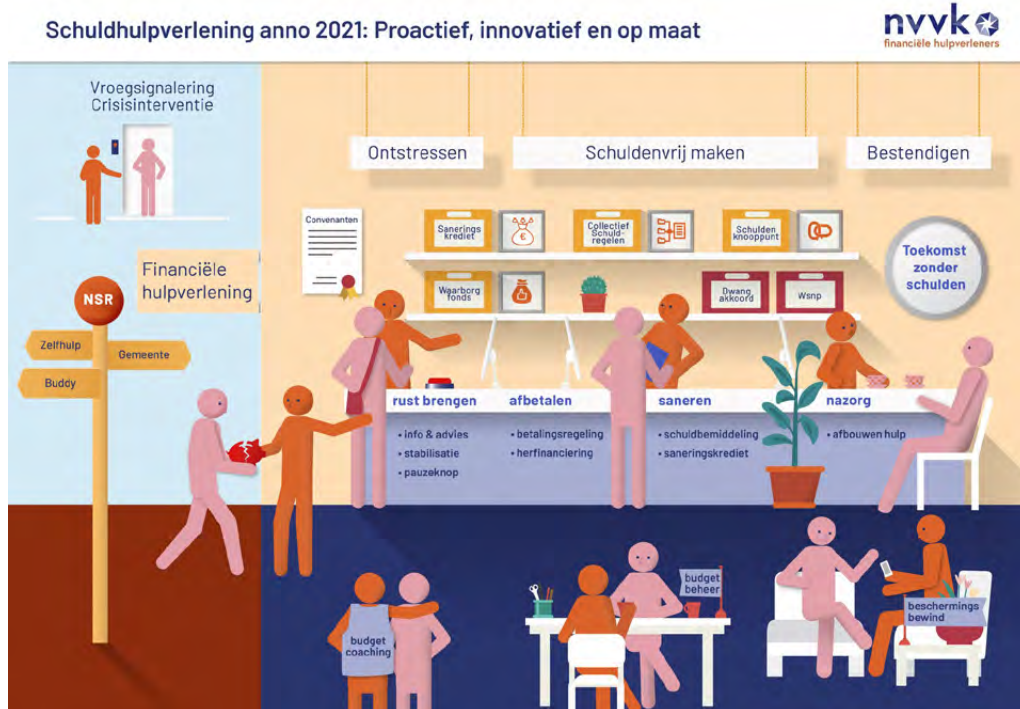 Schuldhulpverlening anno 2021: Proactief, innovatief en op maat
nvvk
financiële hulpverleners
Vroegsignalering
Crisisinterventie
Ontstressen
Schuldenvrij maken
Bestendigen
Convenanten
Sanerings
krediet
€
Collectief
Schuld-
regelen
Schulden
knooppunt
Toekomst
zonder
schulden
Financiële
hulpverlening
Waarborg
fonds
Dwang
akkoord
Wsnp
NSR
Zelfhulp
Gemeente
Buddy
rust brengen
• info & advies
• stabilisatie
• pauzeknop
afbetalen
• betalingsregeling
• herfinanciering
saneren
• schuldbemiddeling
• saneringskrediet
nazorg
• afbouwen hulp
budget
coaching
budget
beheer
beschermings
bewind